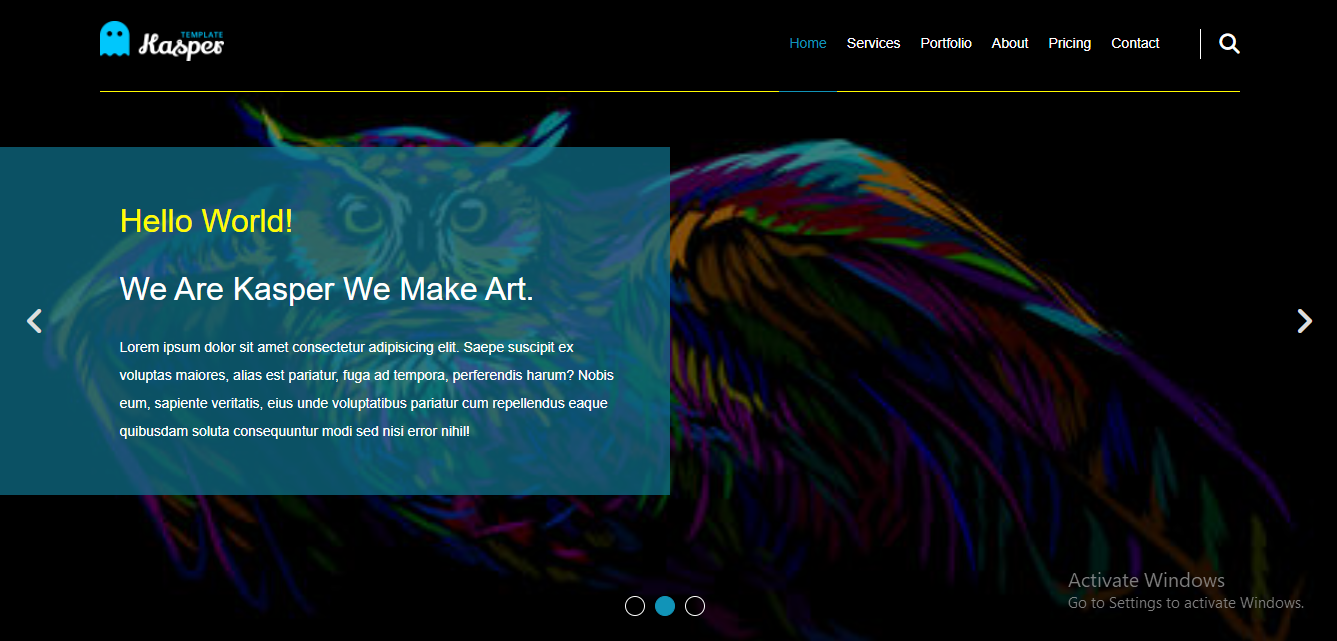 TEMPLATE
Kasper
Home Services Portfolio About Pricing Contact
Hello World!
We Are Kasper We Make Art.
Lorem ipsum dolor sit amet consectetur adipisicing elit. Saepe suscipit ex
voluptas maiores, alias est pariatur, fuga ad tempora, perferendis harum? Nobis
eum, sapiente veritatis, eius unde voluptatibus pariatur cum repellendus eaque
quibusdam soluta consequuntur modi sed nisi error nihil!
Activate Windows
Go to Settings to activate Windows.